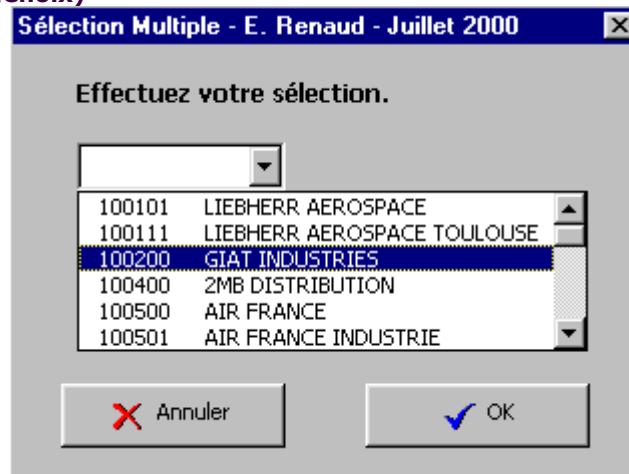 Sélection Multiple - E. Renaud - Juillet 2000
Effectuez votre sélection.
100101 LIEBHERR AEROSPACE
100111 LIEBHERR AEROSPACE TOULOUSE
100200 GIAT INDUSTRIES
100400 2MB DISTRIBUTION
100500 AIR FRANCE
100501 AIR FRANCE INDUSTRIE
Annuler OK